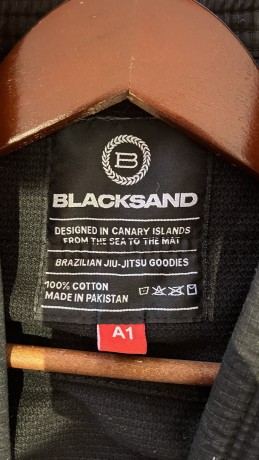 B
BLACKSAND
DESIGNED IN CANARY ISLANDS
FROM THE SEA TO THE MAT
BRAZILIAN JIU-JITSU GOODIES
100% COTTON
MADE IN PAKISTAN
A1